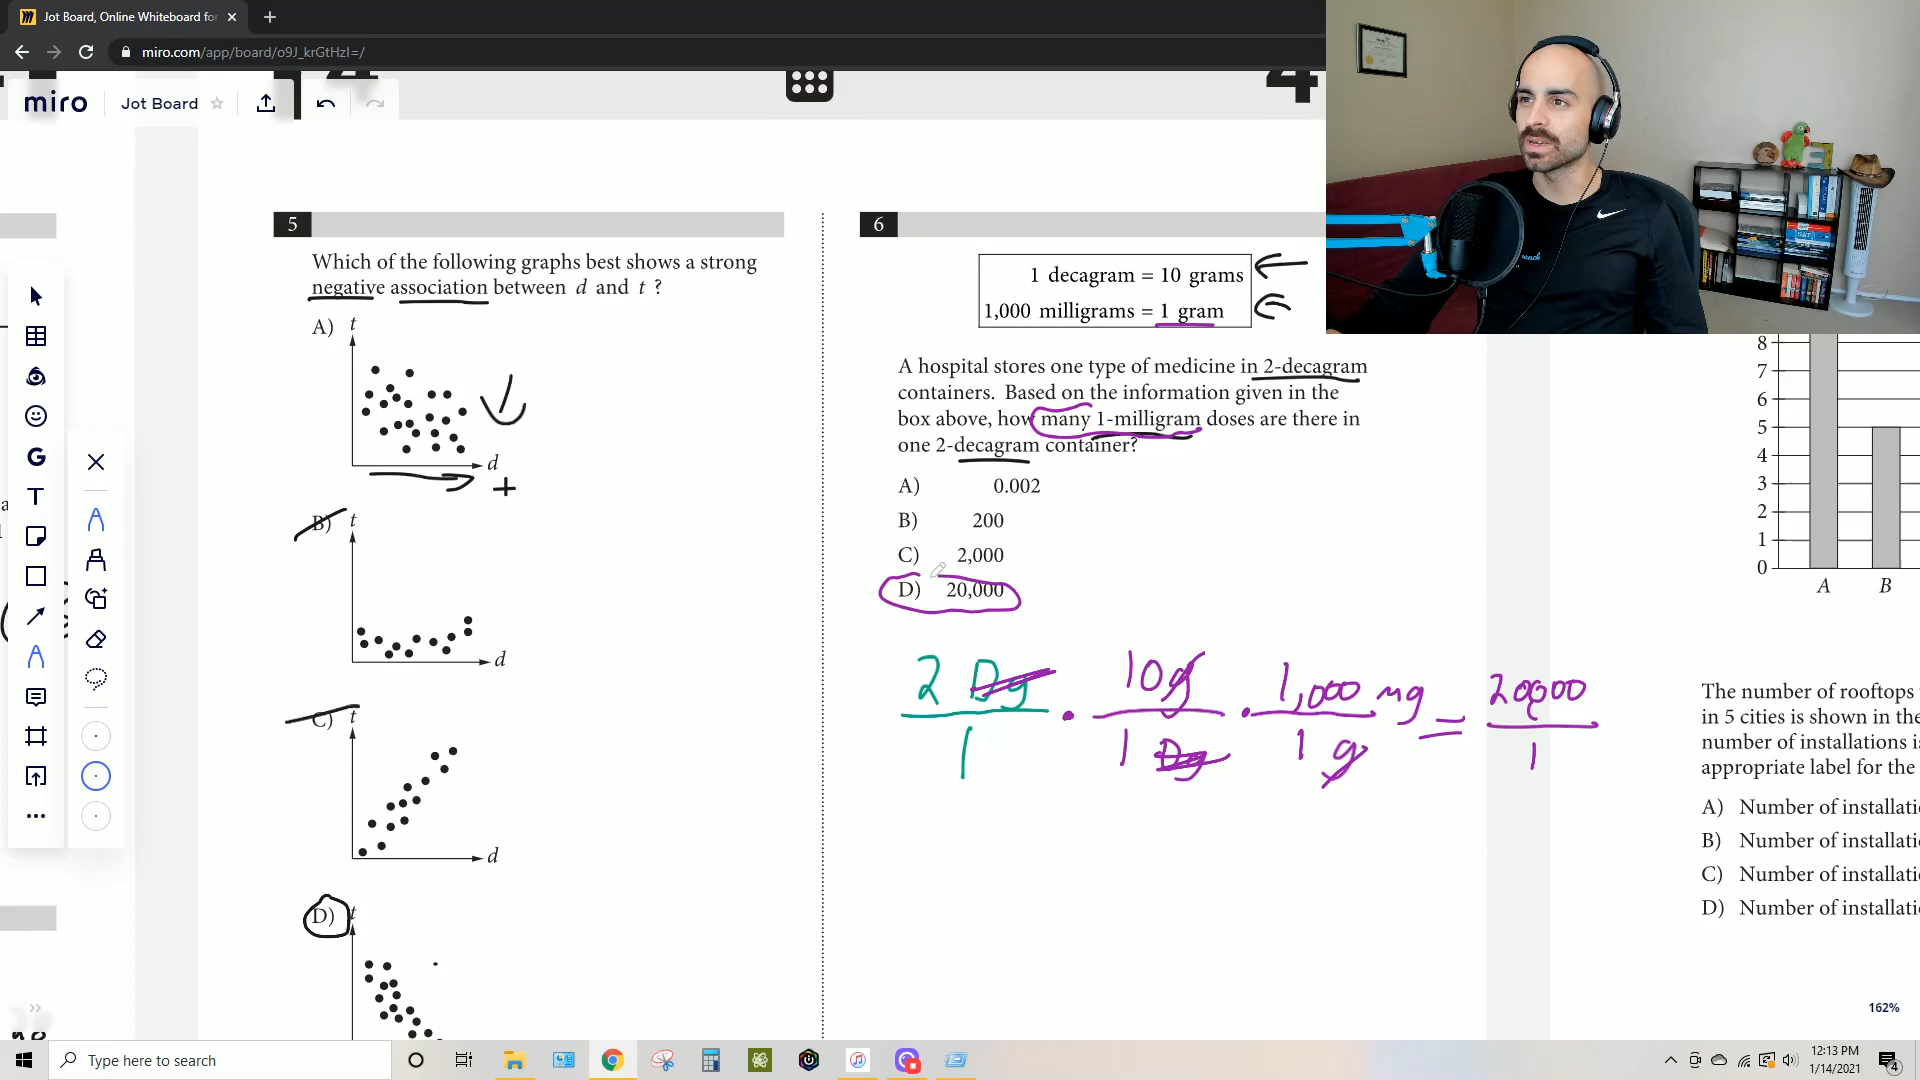 Jot Board, Online Whiteboard for
miro.com/app/board/o9J_krGtHzI=/
4
miro
Jot Board
5
Which of the following graphs best shows a strong
negative association between d and t ?
A) t
d
+
B) t
d
C) t
d
D) t
6
1 decagram = 10 grams
1,000 milligrams = 1 gram
A hospital stores one type of medicine in 2-decagram
containers. Based on the information given in the
box above, how many 1-milligram doses are there in
one 2-decagram container?
A) 0.002
B) 200
C) 2,000
D) 20,000
2 Dg · 10g · 1,000 mg = 20000
1 1 Dg 1 g 1
8
7
6
5
4
3
2
1
0
A B
The number of rooftops
in 5 cities is shown in the
number of installations is
appropriate label for the
A) Number of installati
B) Number of installati
C) Number of installati
D) Number of installati
162%
Type here to search
12:13 PM
1/14/2021
4